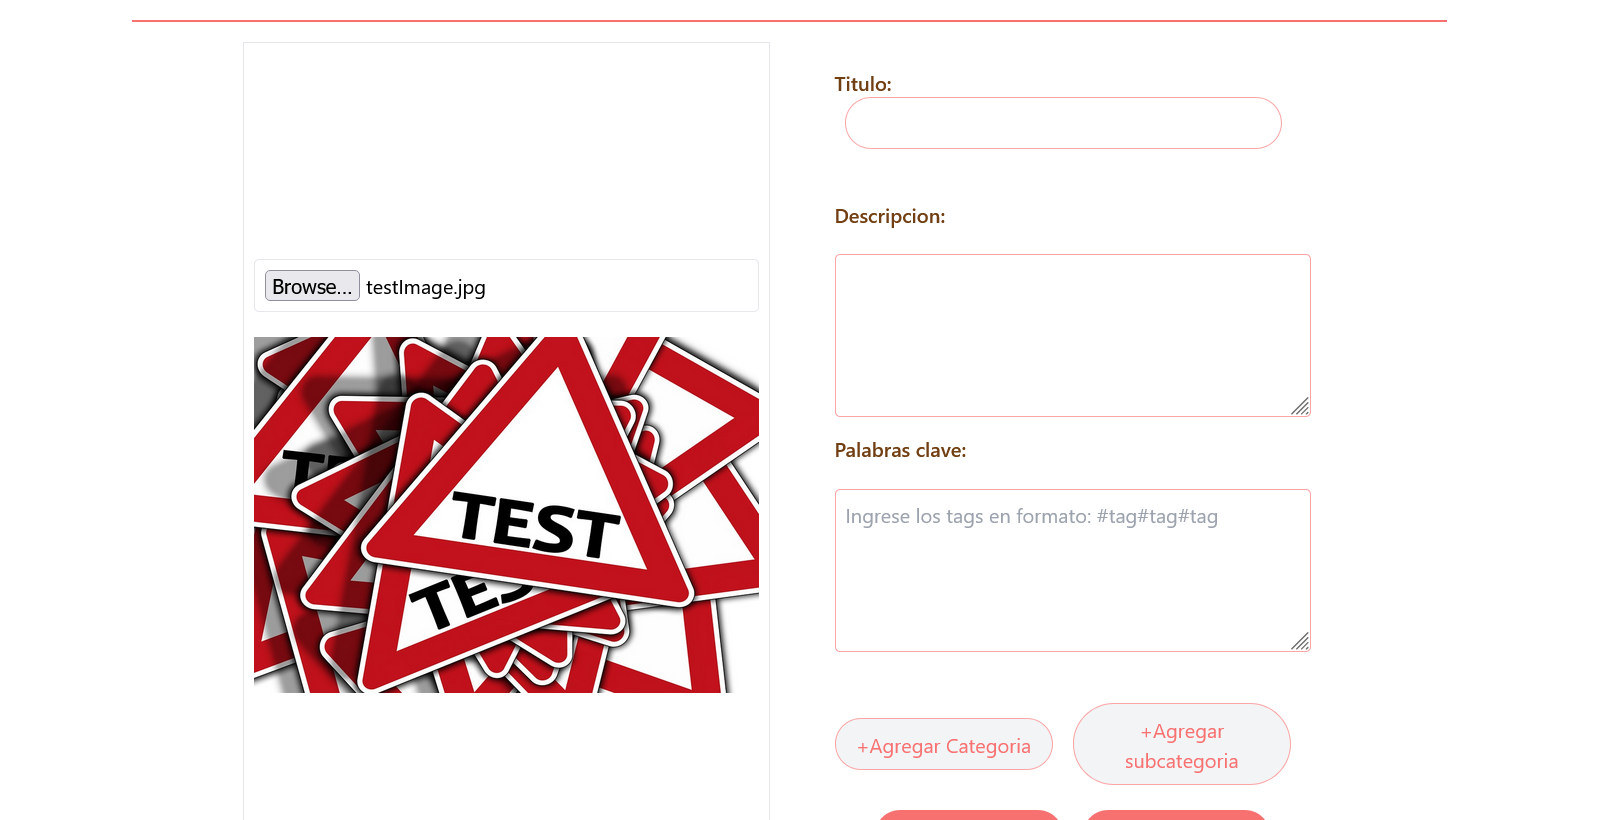 Titulo:
Descripcion:
Browse... testImage.jpg
TEST
Palabras clave:
Ingrese los tags en formato: #tag#tag#tag
+Agregar Categoria
+Agregar
subcategoria